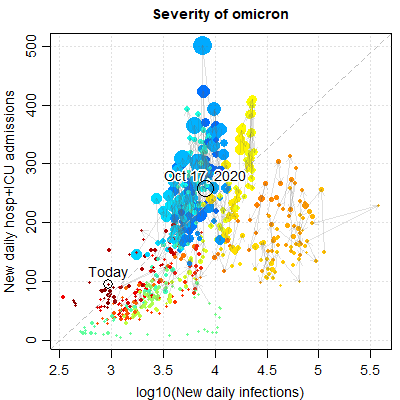 Severity of omicron
New daily hosp+ICU admissions
500
400
300
200
100
0
Oct 17, 2020
Today
2.5 3 3.5 4 4.5 5 5.5
log10(New daily infections)